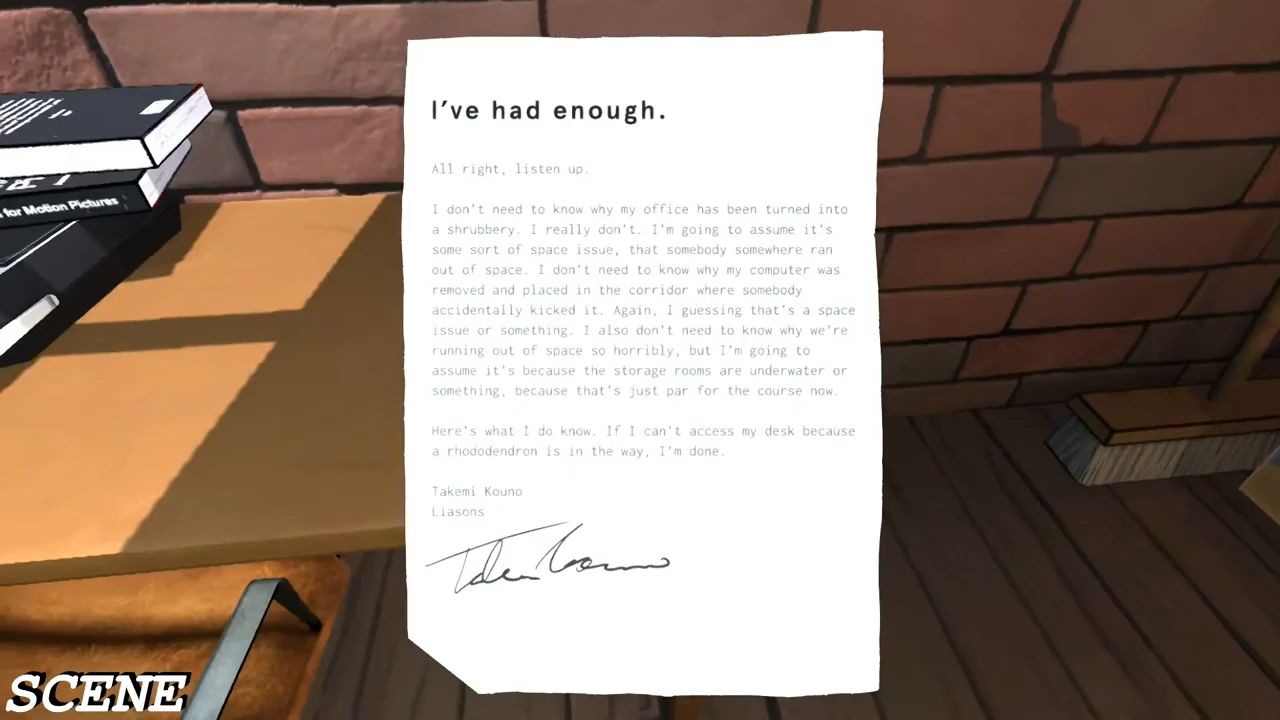 I've had enough.
All right, listen up.
I don't need to know why my office has been turned into
a shrubbery. I really don't. I'm going to assume it's
some sort of space issue, that somebody somewhere ran
out of space. I don't need to know why my computer was
removed and placed in the corridor where somebody
accidentally kicked it. Again, I guessing that's a space
issue or something. I also don't need to know why we're
running out of space so horribly, but I'm going to
assume it's because the storage rooms are underwater or
something, because that's just par for the course now.
Here's what I do know. If I can't access my desk because
a rhododendron is in the way, I'm done.
Takemi Kouno
Liasons
for Motion Pictures
SCENE